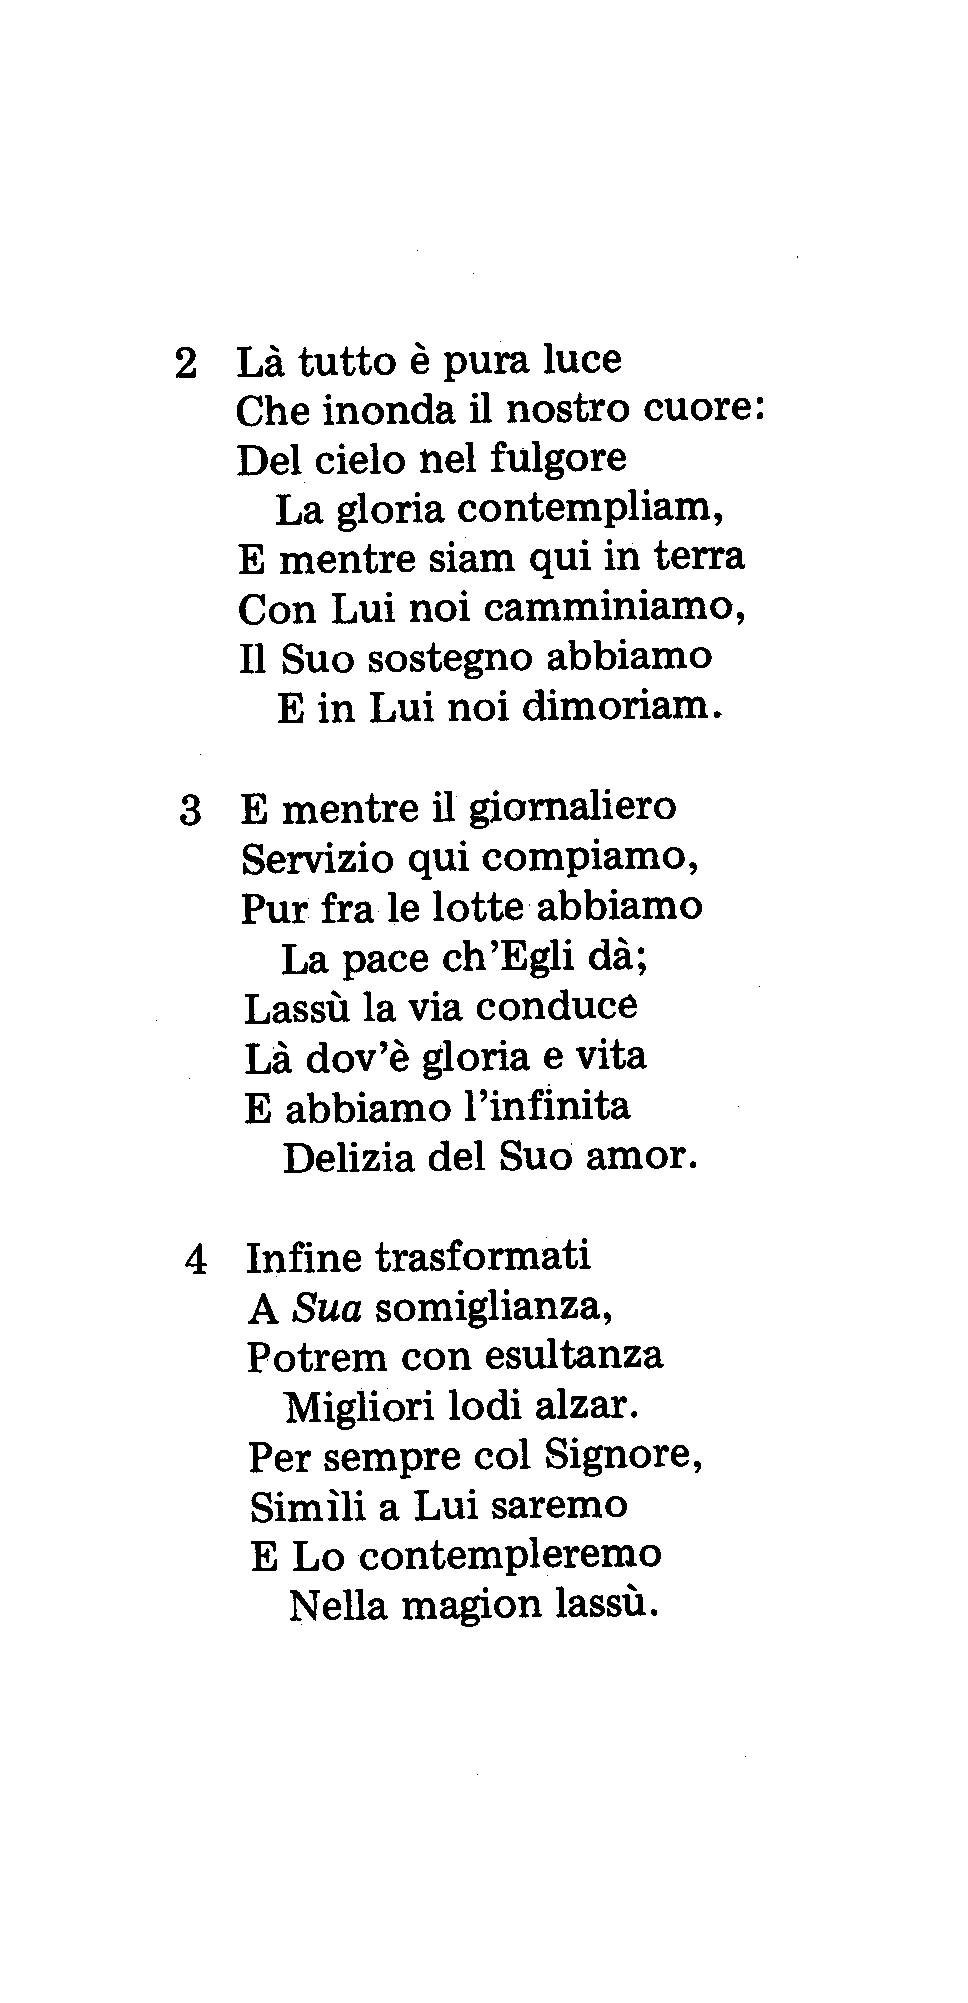 2 Là tutto è pura luce
Che inonda il nostro cuore:
Del cielo nel fulgore
La gloria contempliam,
E mentre siam qui in terra
Con Lui noi camminiamo,
Il Suo sostegno abbiamo
E in Lui noi dimoriam.
3 E mentre il giornaliero
Servizio qui compiamo,
Pur fra le lotte abbiamo
La pace ch'Egli dà;
Lassù la via conduce
Là dov'è gloria e vita
E abbiamo l'infinita
Delizia del Suo amor.
4 Infine trasformati
A Sua somiglianza,
Potrem con esultanza
Migliori lodi alzar.
Per sempre col Signore,
Simìli a Lui saremo
E Lo contempleremo
Nella magion lassù.